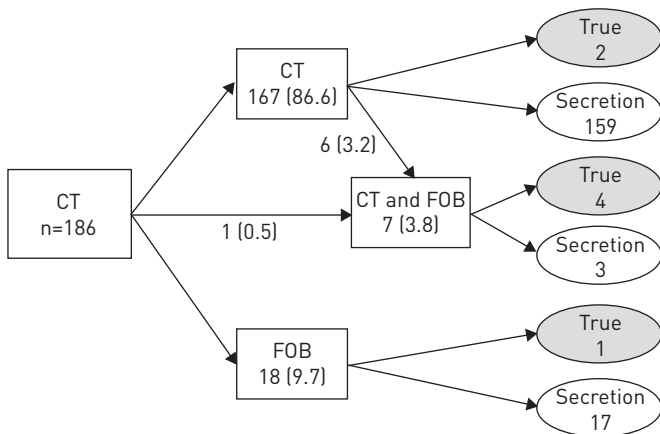 True
2
CT
167 (86.6)
Secretion
159
6 (3.2)
CT
n=186
1 (0.5)
CT and FOB
7 (3.8)
True
4
Secretion
3
FOB
18 (9.7)
True
1
Secretion
17